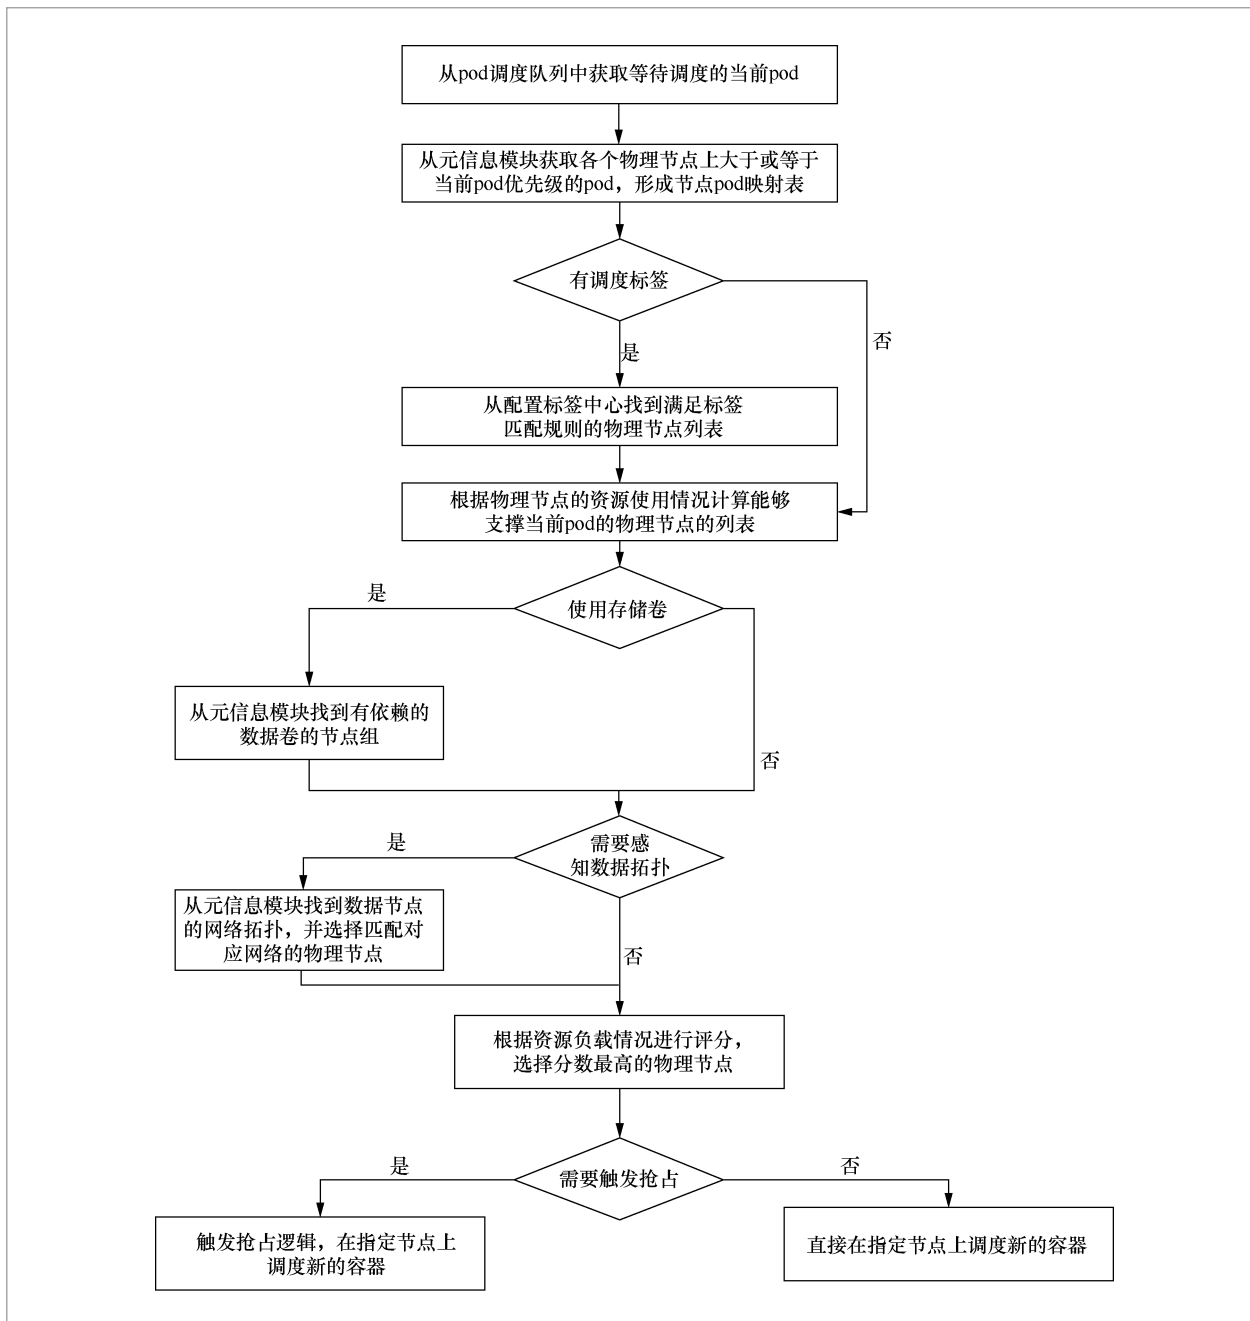 从pod调度队列中获取等待调度的当前pod
从元信息模块获取各个物理节点上大于或等于
当前pod优先级的pod，形成节点pod映射表
有调度标签
否
是
从配置标签中心找到满足标签
匹配规则的物理节点列表
根据物理节点的资源使用情况计算能够
支撑当前pod的物理节点的列表
是
使用存储卷
从元信息模块找到有依赖的
数据卷的节点组
否
是
需要感
知数据拓扑
从元信息模块找到数据节点
的网络拓扑，并选择匹配对
应网络的物理节点
否
根据资源负载情况进行评分，
选择分数最高的物理节点
是
需要触发抢占
否
触发抢占逻辑，在指定节点上
调度新的容器
直接在指定节点上调度新的容器